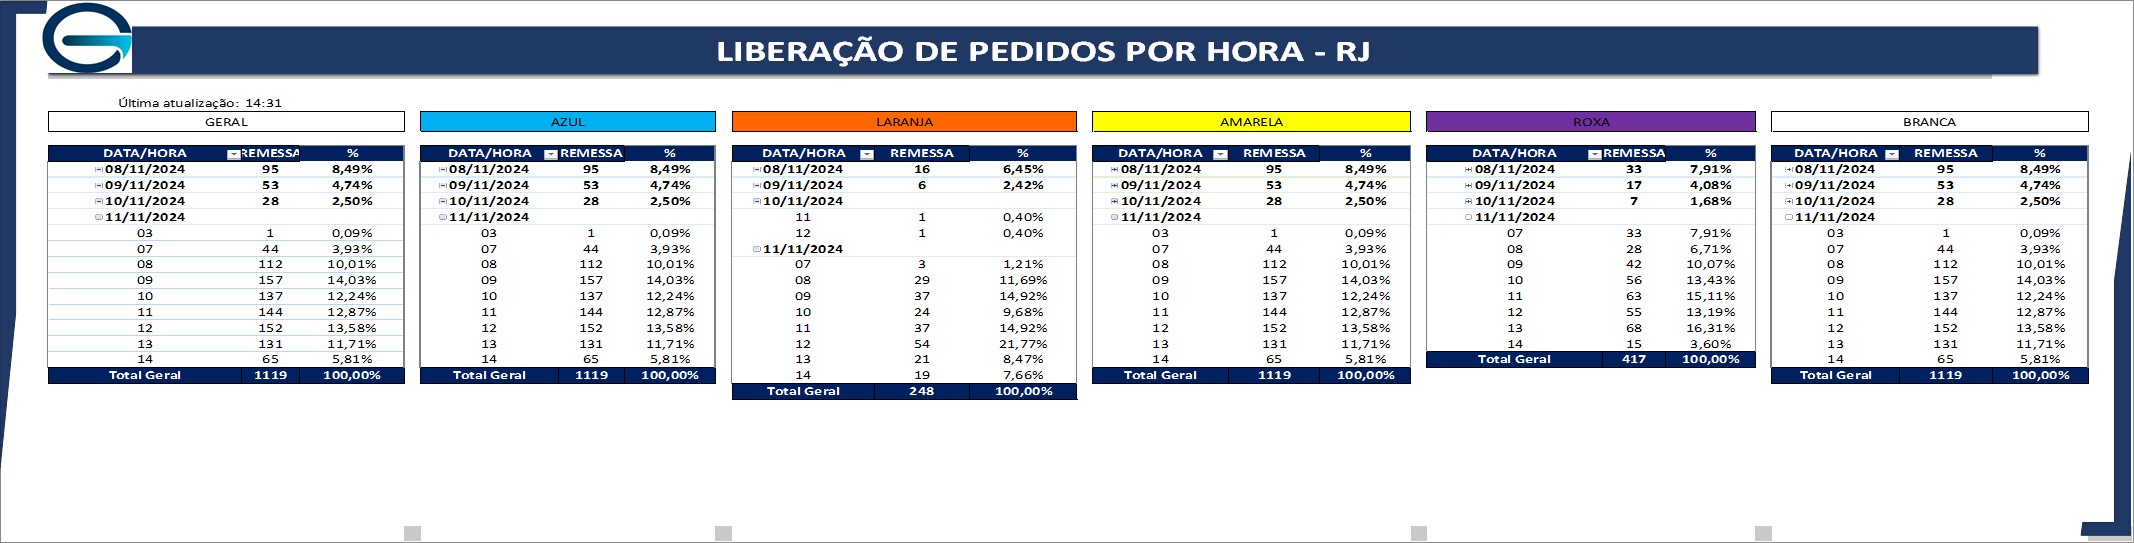 LIBERAÇÃO DE PEDIDOS POR HORA - RJ
Última atualização: 14:31
GERAL
DATA/HORA REMESSA %
08/11/2024 95 8,49%
09/11/2024 53 4,74%
10/11/2024 28 2,50%
11/11/2024
03 1 0,09%
07 44 3,93%
08 112 10,01%
09 157 14,03%
10 137 12,24%
11 144 12,87%
12 152 13,58%
13 131 11,71%
14 65 5,81%
Total Geral 1119 100,00%
AZUL
DATA/HORA REMESSA %
08/11/2024 95 8,49%
09/11/2024 53 4,74%
10/11/2024 28 2,50%
11/11/2024
03 1 0,09%
07 44 3,93%
08 112 10,01%
09 157 14,03%
10 137 12,24%
11 144 12,87%
12 152 13,58%
13 131 11,71%
14 65 5,81%
Total Geral 1119 100,00%
LARANJA
DATA/HORA REMESSA %
08/11/2024 16 6,45%
09/11/2024 6 2,42%
10/11/2024
11 1 0,40%
12 1 0,40%
11/11/2024
07 3 1,21%
08 29 11,69%
09 37 14,92%
10 24 9,68%
11 37 14,92%
12 54 21,77%
13 21 8,47%
14 19 7,66%
Total Geral 248 100,00%
AMARELA
DATA/HORA REMESSA %
08/11/2024 95 8,49%
09/11/2024 53 4,74%
10/11/2024 28 2,50%
11/11/2024
03 1 0,09%
07 44 3,93%
08 112 10,01%
09 157 14,03%
10 137 12,24%
11 144 12,87%
12 152 13,58%
13 131 11,71%
14 65 5,81%
Total Geral 1119 100,00%
ROXA
DATA/HORA REMESSA %
08/11/2024 33 7,91%
09/11/2024 17 4,08%
10/11/2024 7 1,68%
11/11/2024
07 33 7,91%
08 28 6,71%
09 42 10,07%
10 56 13,43%
11 63 15,11%
12 55 13,19%
13 68 16,31%
14 15 3,60%
Total Geral 417 100,00%
BRANCA
DATA/HORA REMESSA %
08/11/2024 95 8,49%
09/11/2024 53 4,74%
10/11/2024 28 2,50%
11/11/2024
03 1 0,09%
07 44 3,93%
08 112 10,01%
09 157 14,03%
10 137 12,24%
11 144 12,87%
12 152 13,58%
13 131 11,71%
14 65 5,81%
Total Geral 1119 100,00%